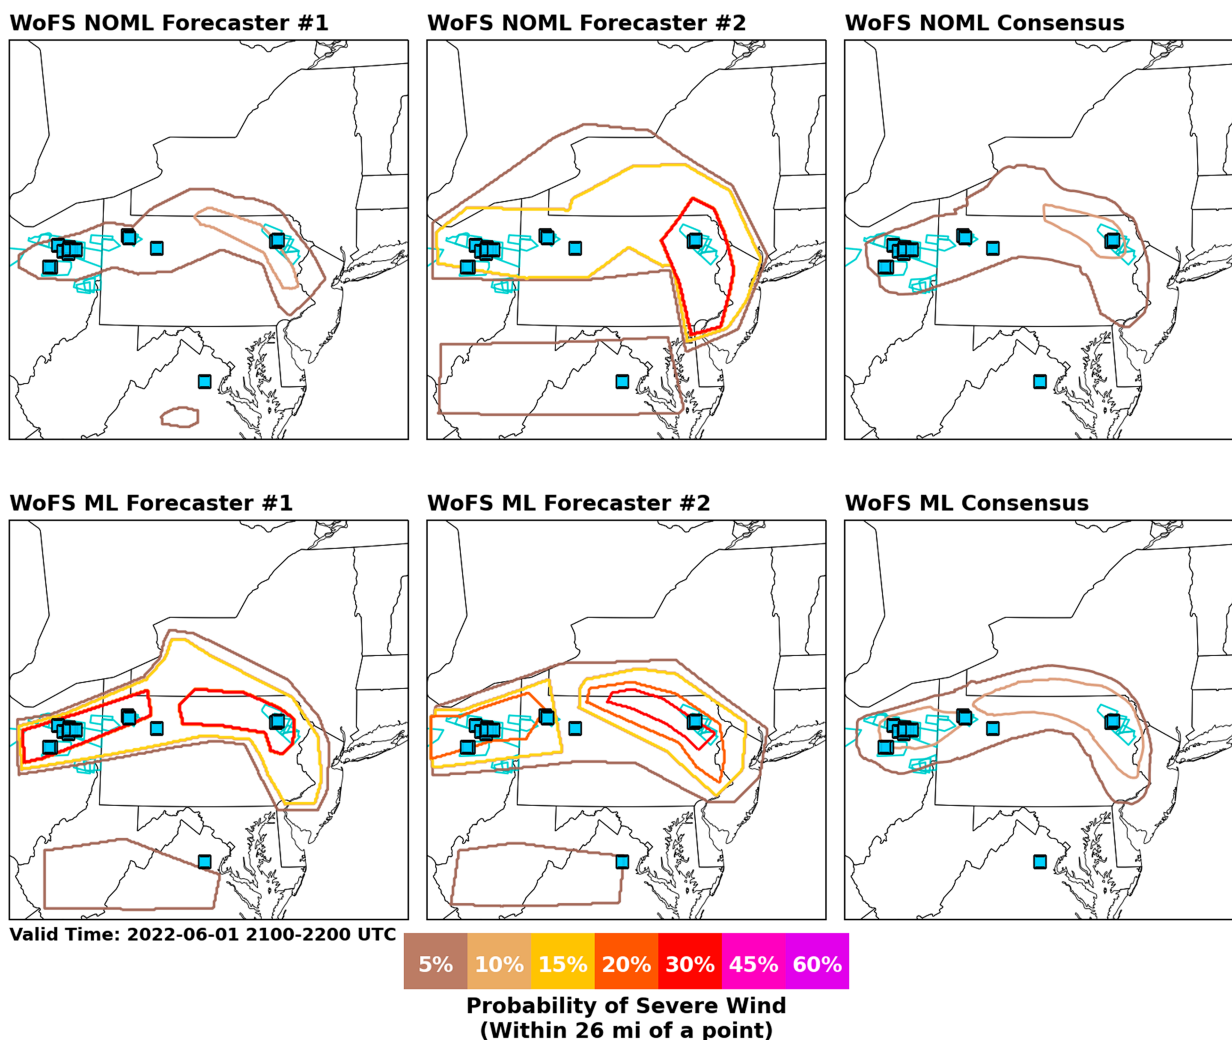 WoFS NOML Forecaster #1
WoFS NOML Forecaster #2
WoFS NOML Consensus
WoFS ML Forecaster #1
WoFS ML Forecaster #2
WoFS ML Consensus
Valid Time: 2022-06-01 2100-2200 UTC
5% 10% 15% 20% 30% 45% 60%
Probability of Severe Wind
(Within 26 mi of a point)